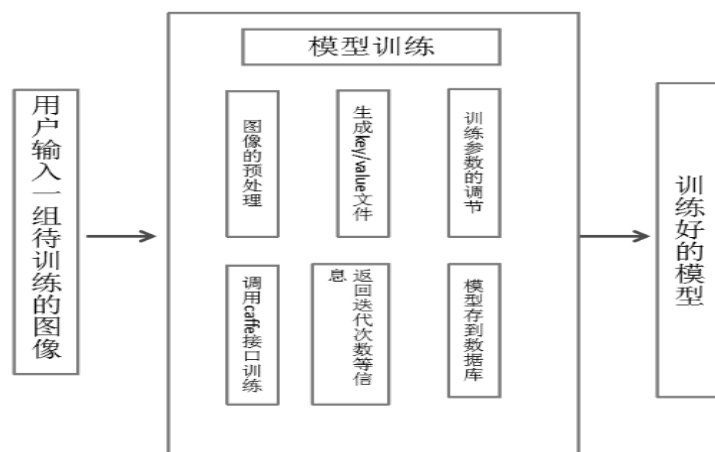 用户输入一组待训练的图像
模型训练
图像的预处理
生成key/value文件
训练参数的调节
调用caffe接口训练
返回迭代次数等信
息
模型存到数据库
训练好的模型